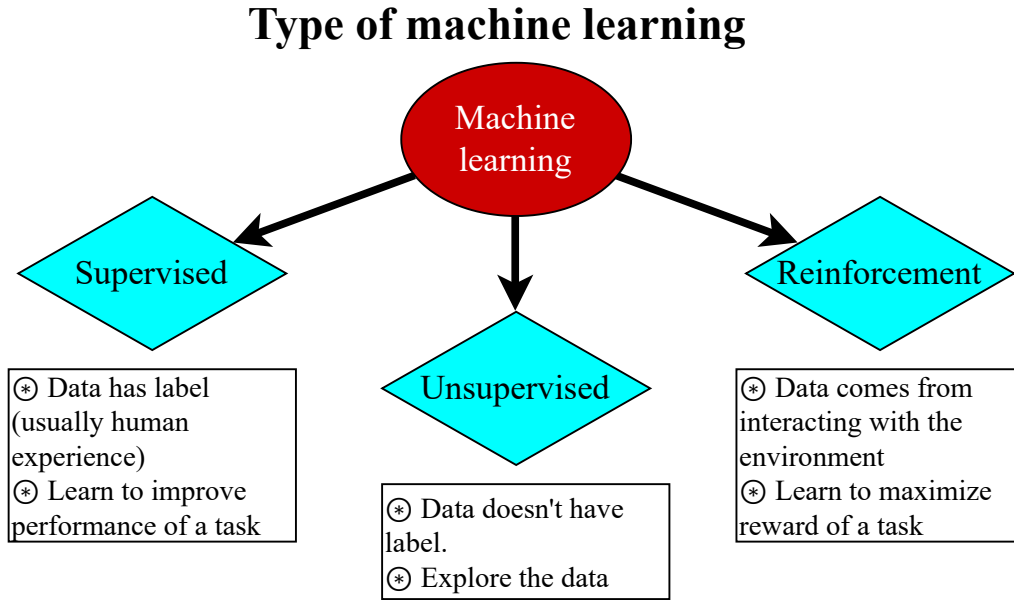 Type of machine learning
Machine
learning
Supervised
Unsupervised
Reinforcement
⊛ Data has label
(usually human
experience)
⊛ Learn to improve
performance of a task
⊛ Data doesn't have
label.
⊛ Explore the data
⊛ Data comes from
interacting with the
environment
⊛ Learn to maximize
reward of a task